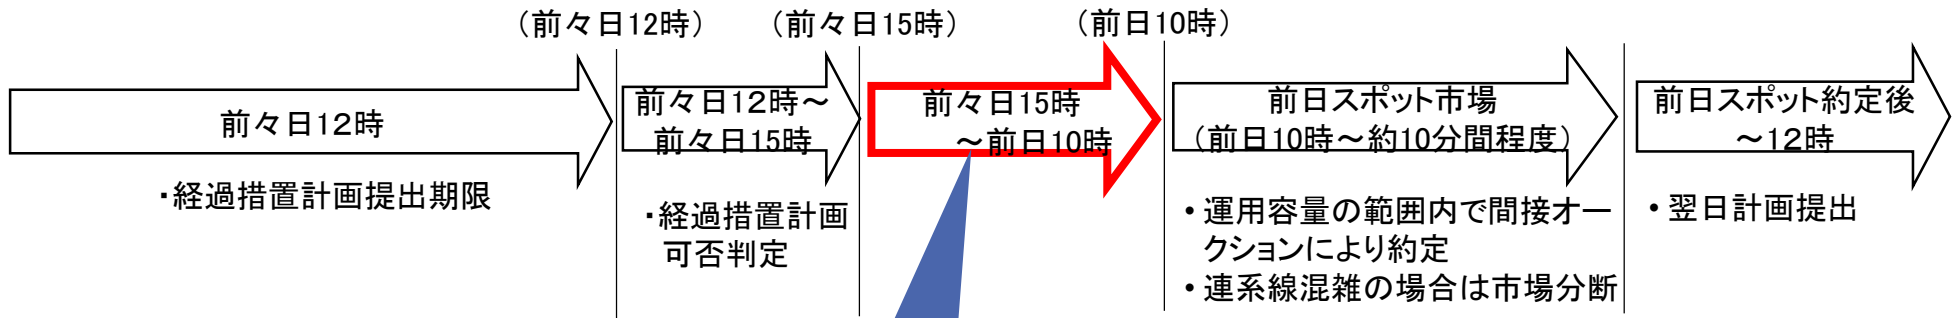 （前々日12時）
（前々日15時）
（前日10時）
前々日１２時
・経過措置計画提出期限
前々日１２時～
前々日15時
・経過措置計画
可否判定
前々日15時
～前日10時
前日スポット市場
（前日10時～約10分間程度）
• 運用容量の範囲内で間接オー
クションにより約定
• 連系線混雑の場合は市場分断
前日スポット約定後
～１２時
• 翌日計画提出